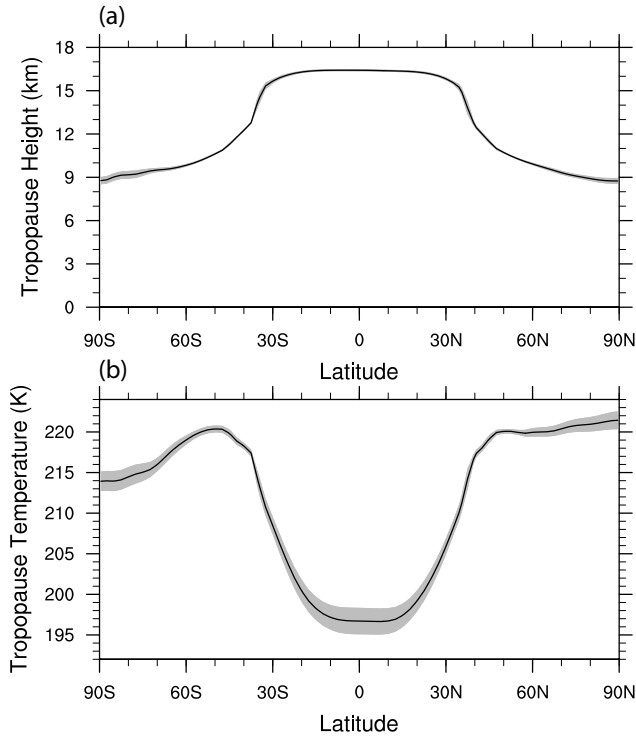 (a)
Tropopause Height (km)
18
15
12
9
6
3
0
90S 60S 30S 0 30N 60N 90N
Latitude
(b)
Tropopause Temperature (K)
220
215
210
205
200
195
90S 60S 30S 0 30N 60N 90N
Latitude